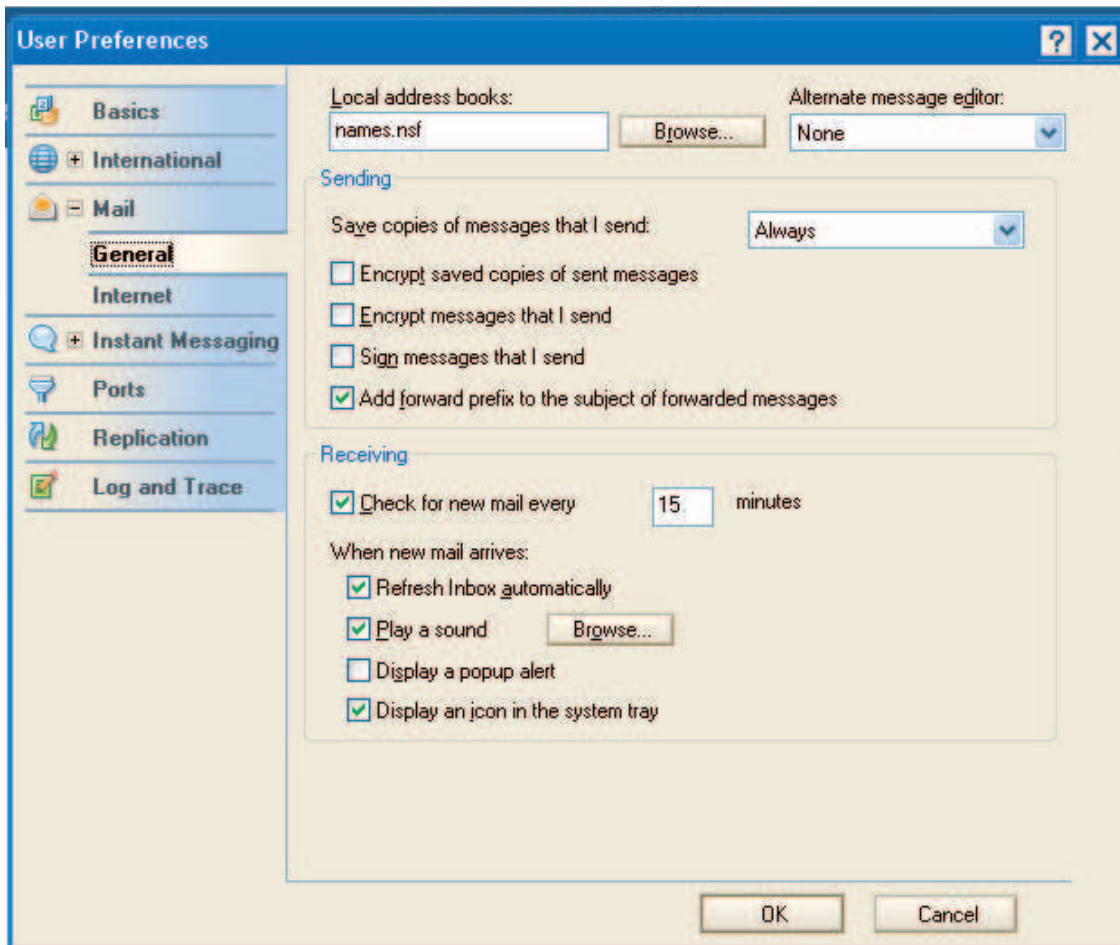 User Preferences
Basics
International
Mail
General
Internet
Instant Messaging
Ports
Replication
Log and Trace
Local address books:
names.nsf
Browse...
Alternate message editor:
None
Sending
Save copies of messages that I send:
Always
Encrypt saved copies of sent messages
Encrypt messages that I send
Sign messages that I send
Add forward prefix to the subject of forwarded messages
Receiving
Check for new mail every 15 minutes
When new mail arrives:
Refresh Inbox automatically
Play a sound
Browse...
Display a popup alert
Display an icon in the system tray
OK
Cancel